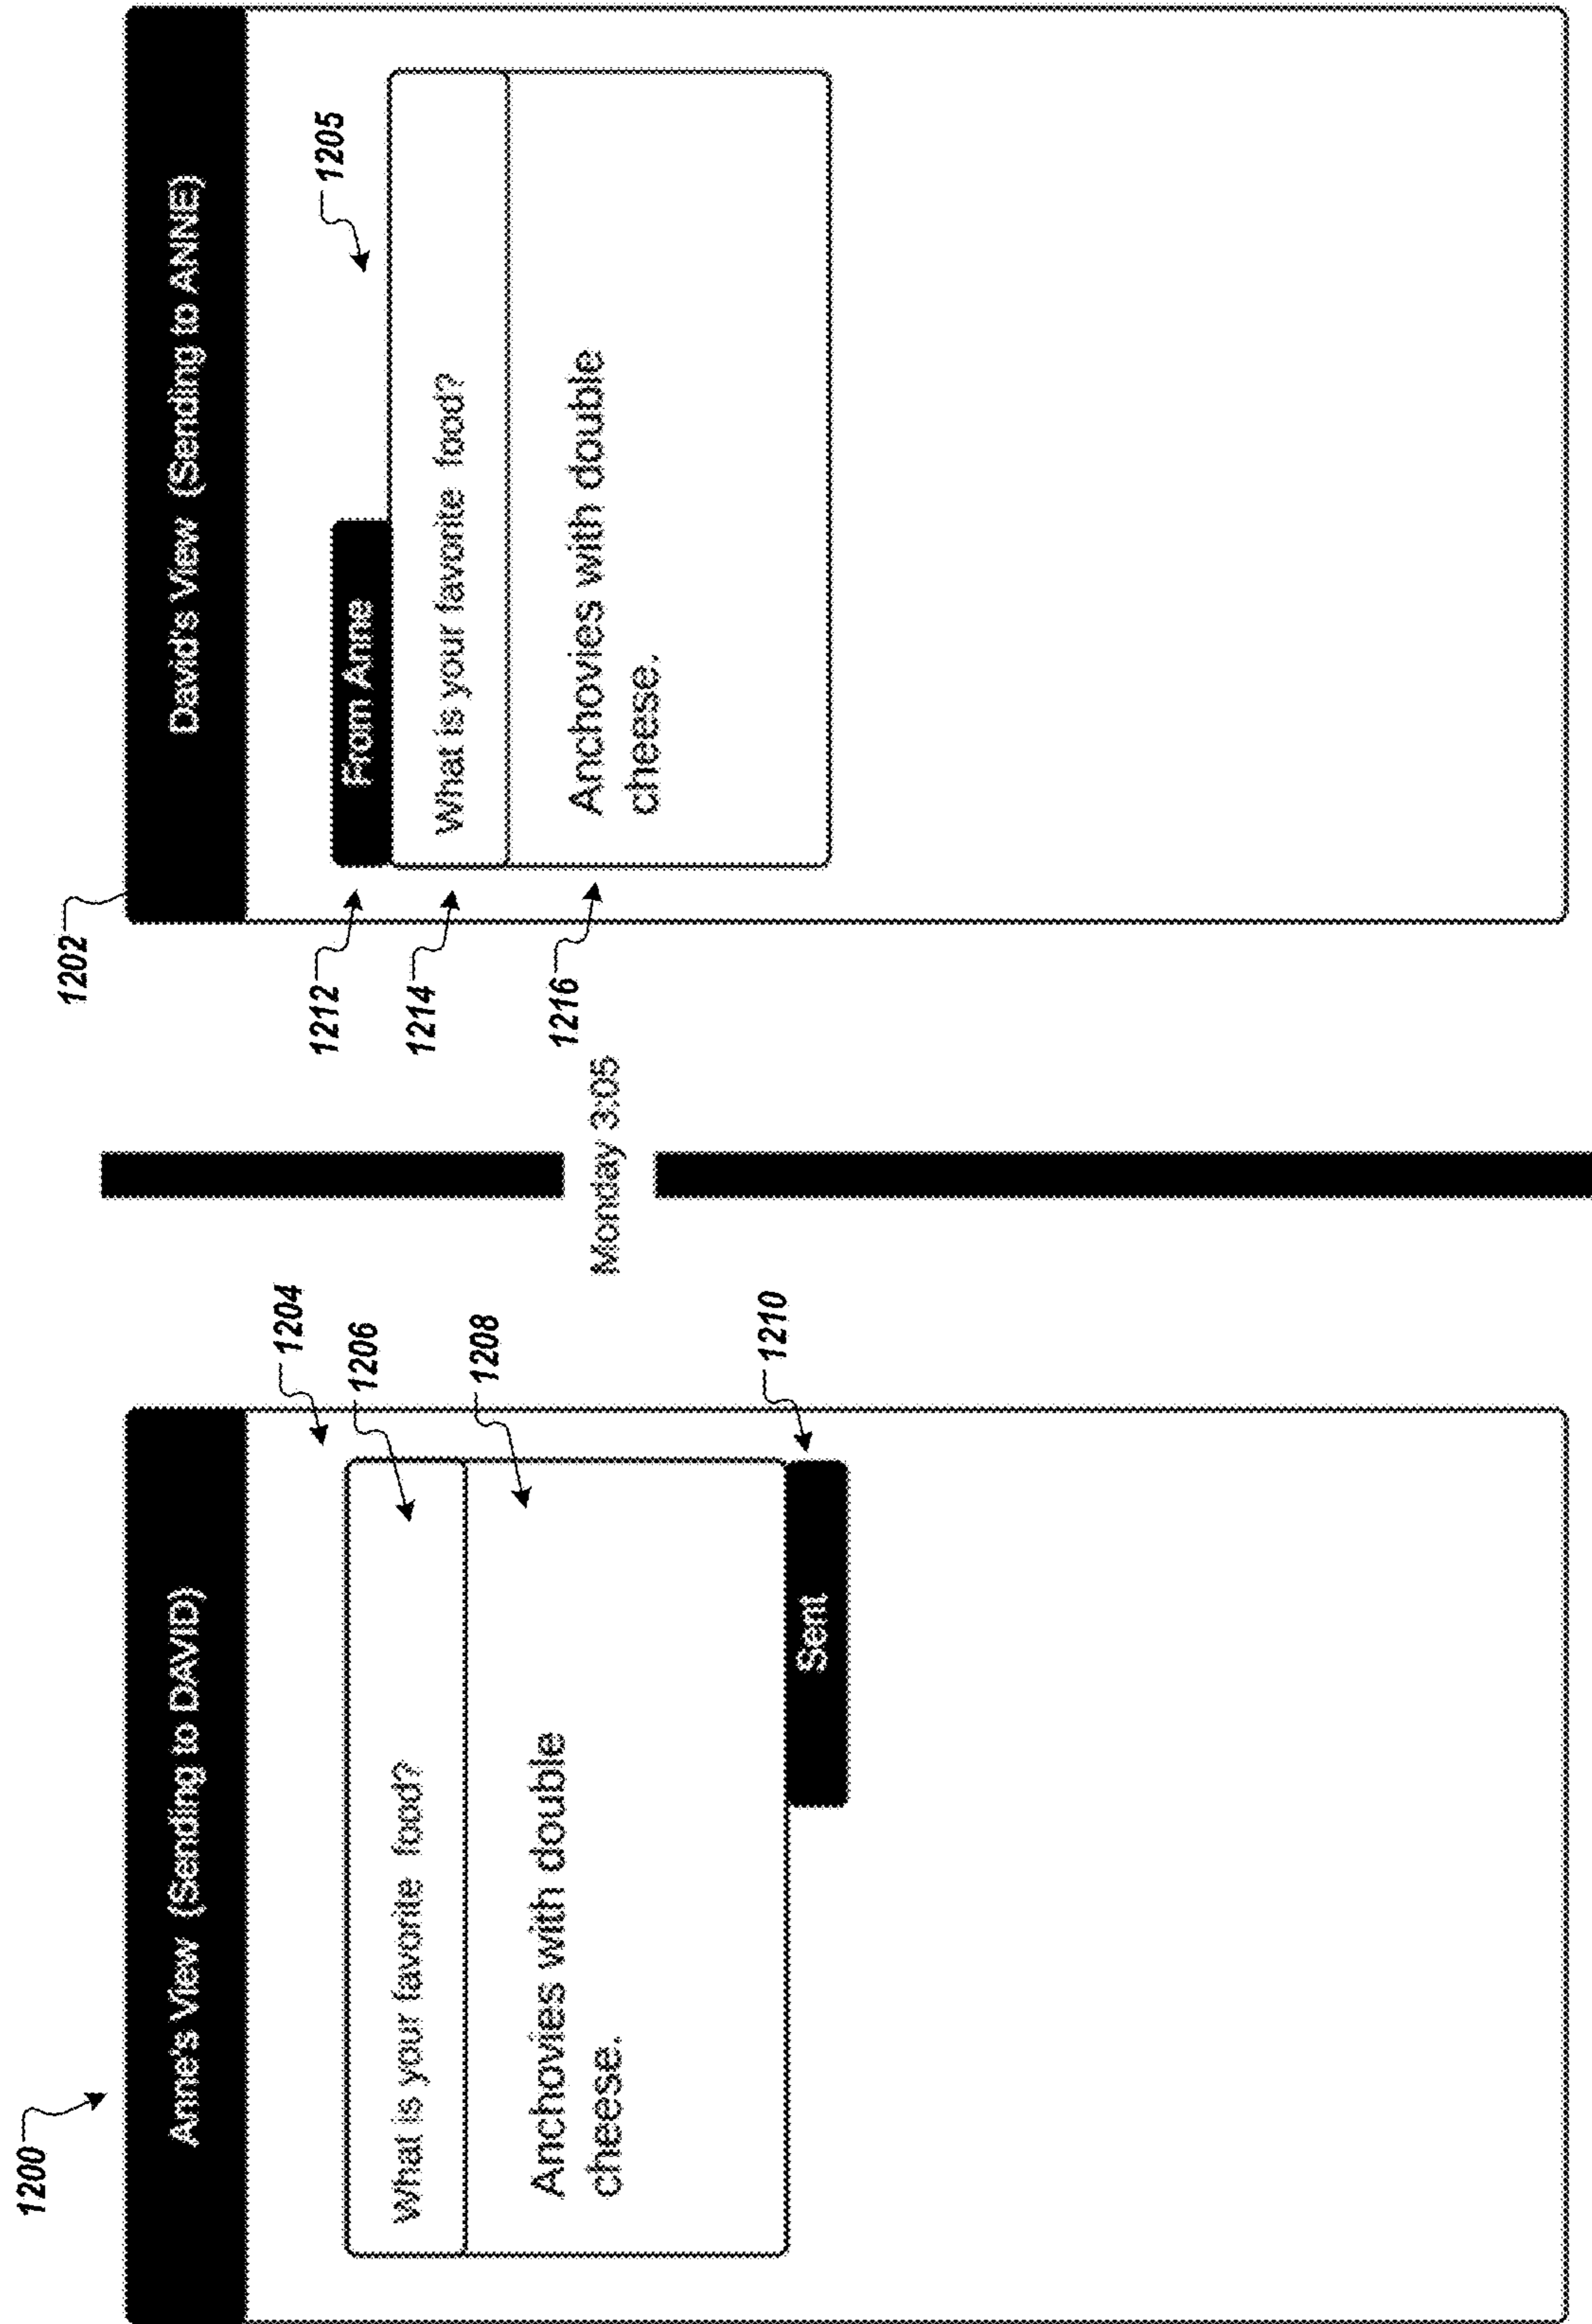 1200
Anne's View (Sending to DAVID)
1204
What is your favorite food?
1206
Anchovies with double
cheese.
1208
Sent
1210
Monday 3:05
1202
David's View (Sending to ANNE)
1205
1212
From Anne
1214
What is your favorite food?
1216
Anchovies with double
cheese.